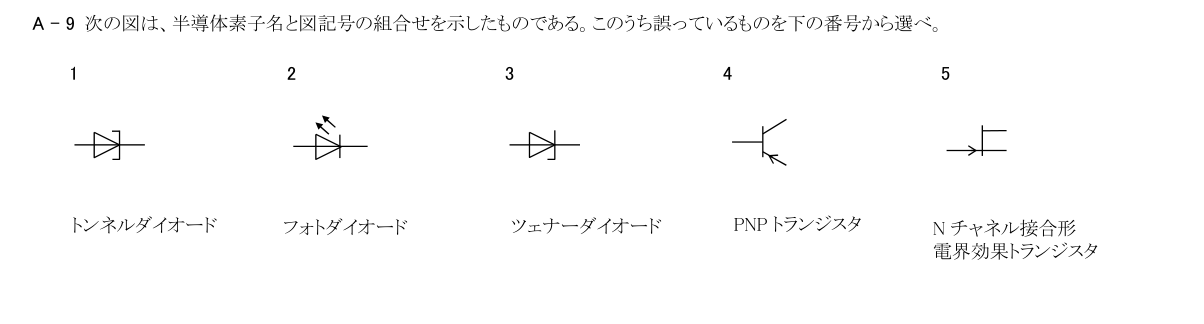 A－9 次の図は、半導体素子名と図記号の組合せを示したものである。このうち誤っているものを下の番号から選べ。
1 2 3 4 5
トンネルダイオード フォトダイオード ツェナーダイオード PNPトランジスタ Nチャネル接合形
電界効果トランジスタ